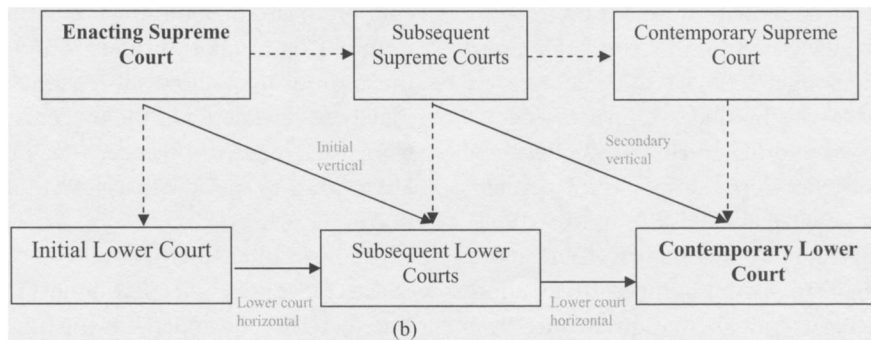 Enacting Supreme
Court
Subsequent
Supreme Courts
Contemporary Supreme
Court
Initial
vertical
Secondary
vertical
Initial Lower Court
Subsequent Lower
Courts
Contemporary Lower
Court
Lower court
horizontal
Lower court
horizontal
(b)